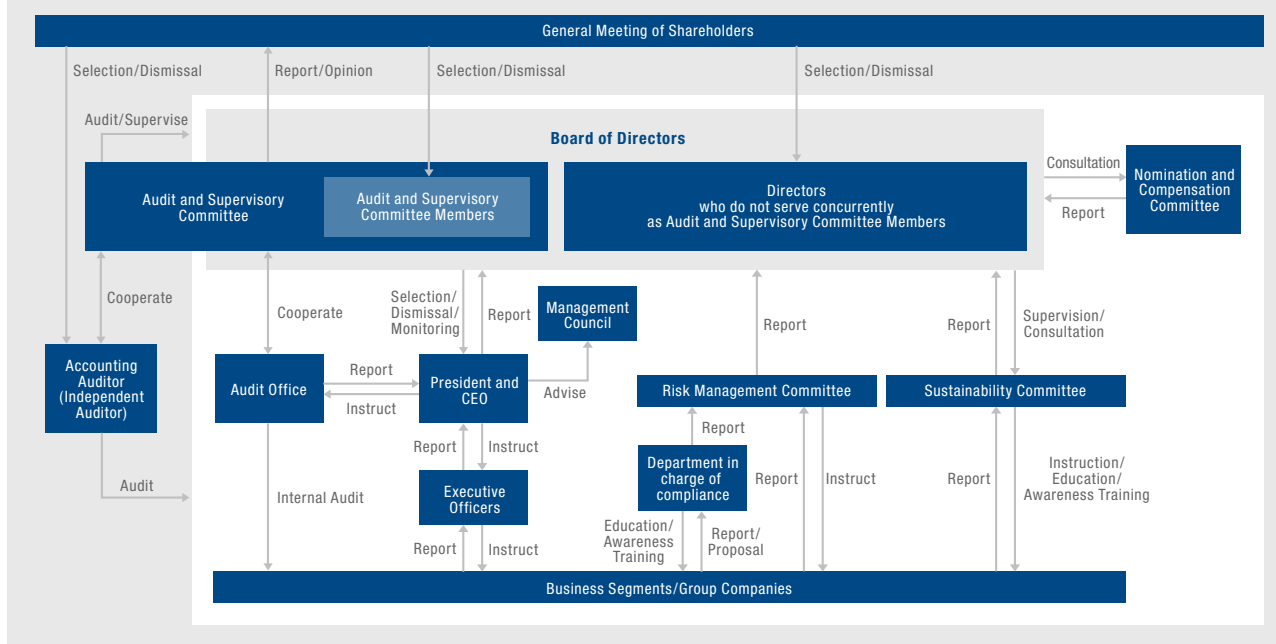 General Meeting of Shareholders
Selection/Dismissal
Report/Opinion
Selection/Dismissal
Selection/Dismissal
Audit/Supervise
Board of Directors
Audit and Supervisory
Committee
Audit and Supervisory
Committee Members
Directors
who do not serve concurrently
as Audit and Supervisory Committee Members
Consultation
Report
Nomination and
Compensation
Committee
Cooperate
Cooperate
Selection/
Dismissal/
Monitoring
Report
Management
Council
Report
Report
Supervision/
Consultation
Accounting
Auditor
(Independent
Auditor)
Audit Office
Report
Instruct
President and
CEO
Advise
Risk Management Committee
Sustainability Committee
Report
Instruct
Report
Department in
charge of
compliance
Report
Instruct
Report
Instruction/
Education/
Awareness Training
Audit
Internal Audit
Executive
Officers
Report
Instruct
Education/
Awareness
Training
Report/
Proposal
Business Segments/Group Companies